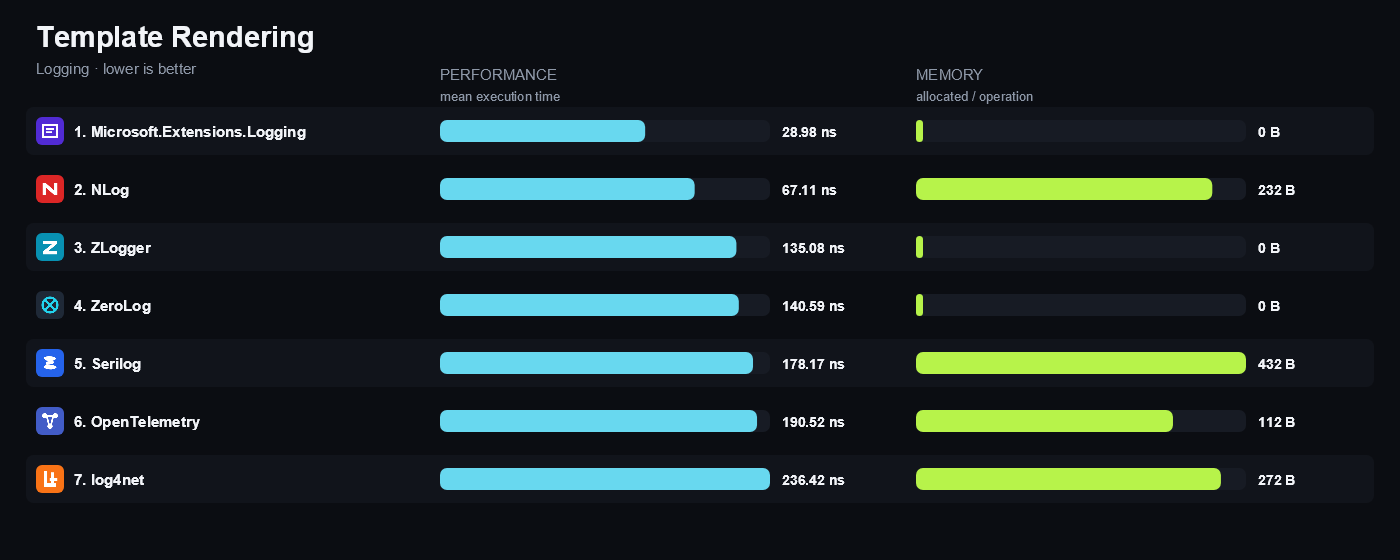 Template Rendering
Logging · lower is better
PERFORMANCE
mean execution time
MEMORY
allocated / operation
1. Microsoft.Extensions.Logging 28.98 ns 0 B
2. NLog 67.11 ns 232 B
3. ZLogger 135.08 ns 0 B
4. ZeroLog 140.59 ns 0 B
5. Serilog 178.17 ns 432 B
6. OpenTelemetry 190.52 ns 112 B
7. log4net 236.42 ns 272 B